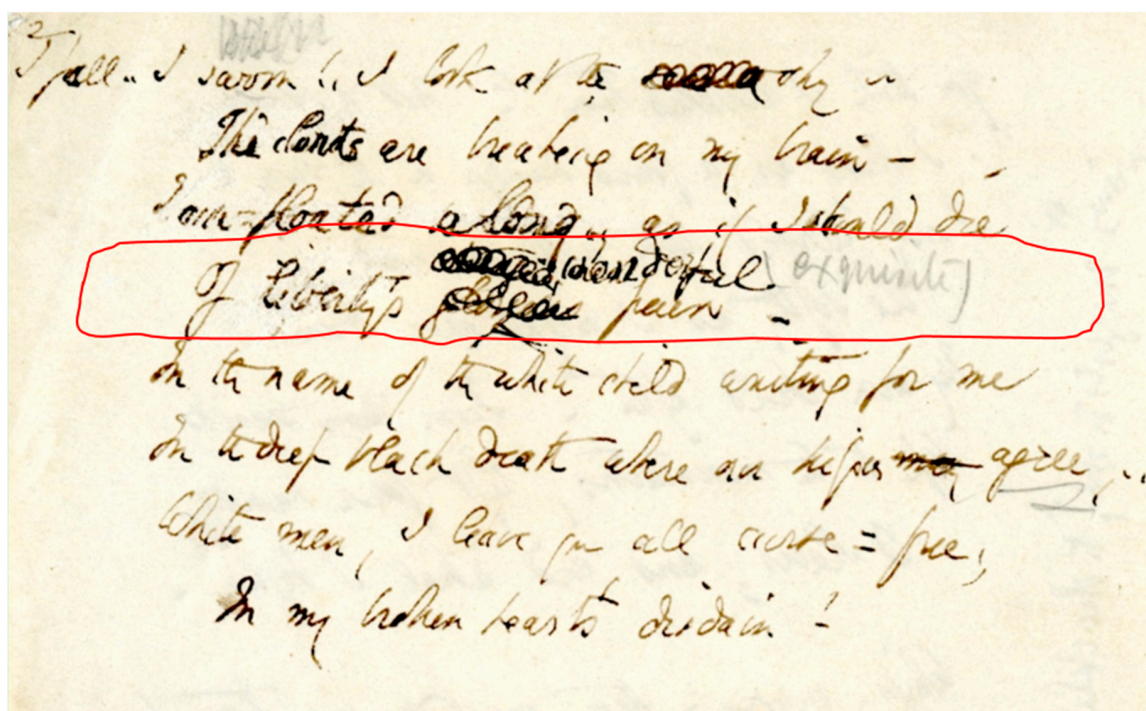 I fall .. I swoon !. I look at the sky ..
The clouds are breaking on my brain –
I am=floated along, as if I should die
wonderful (exquisite)
Of Liberty's pain –
In the name of the white child waiting for me
In the deep black death where our kisses agree ..
White men, I leave you all curse = free,
In my broken heart's disdain !